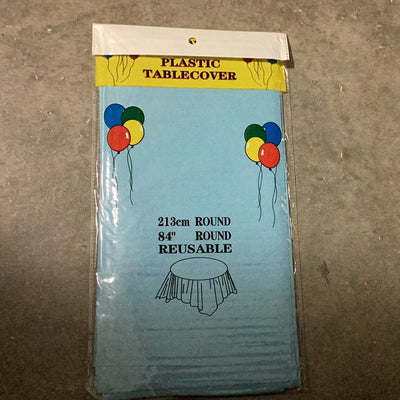 PLASTIC
TABLECOVER
213cm ROUND
84" ROUND
REUSABLE